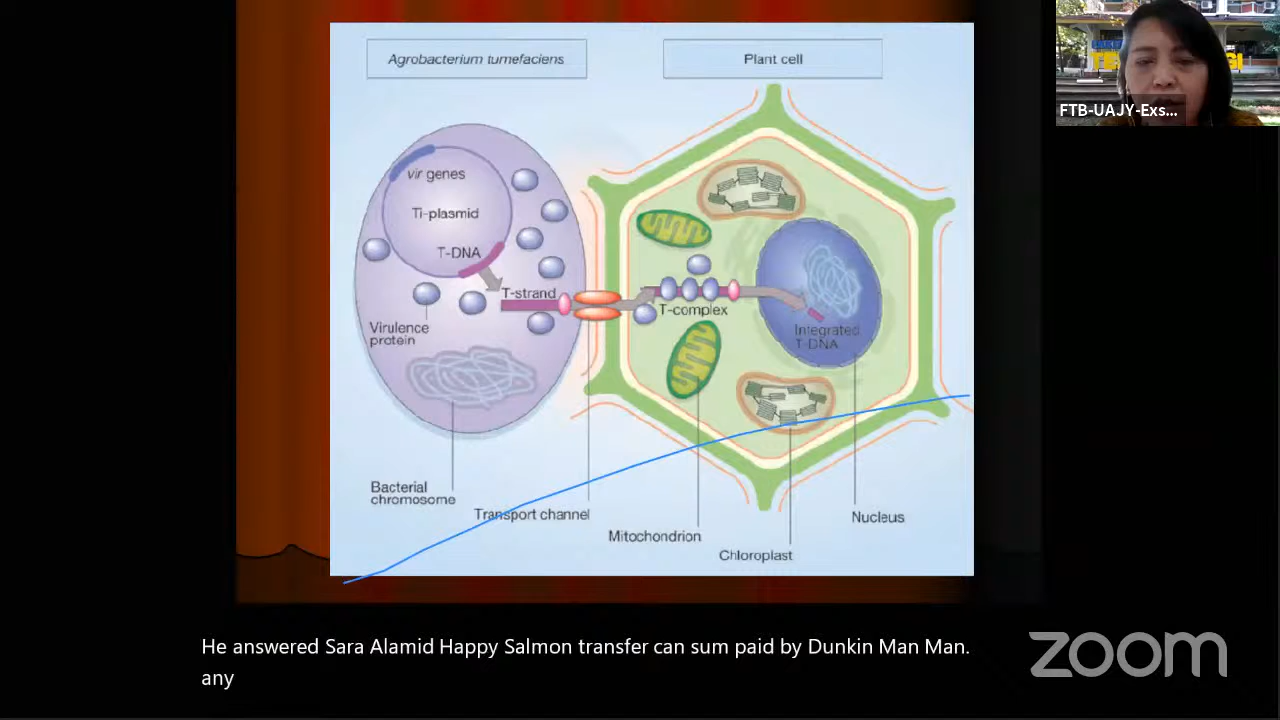 Agrobacterium tumefaciens
Plant cell
FTB-UAJY-Exs...
vir genes
Ti-plasmid
T-DNA
T-strand
T-complex
Virulence
protein
Integrated
T-DNA
Bacterial
chromosome
Transport channel
Mitochondrion
Chloroplast
Nucleus
He answered Sara Alamid Happy Salmon transfer can sum paid by Dunkin Man Man.
any
zoom